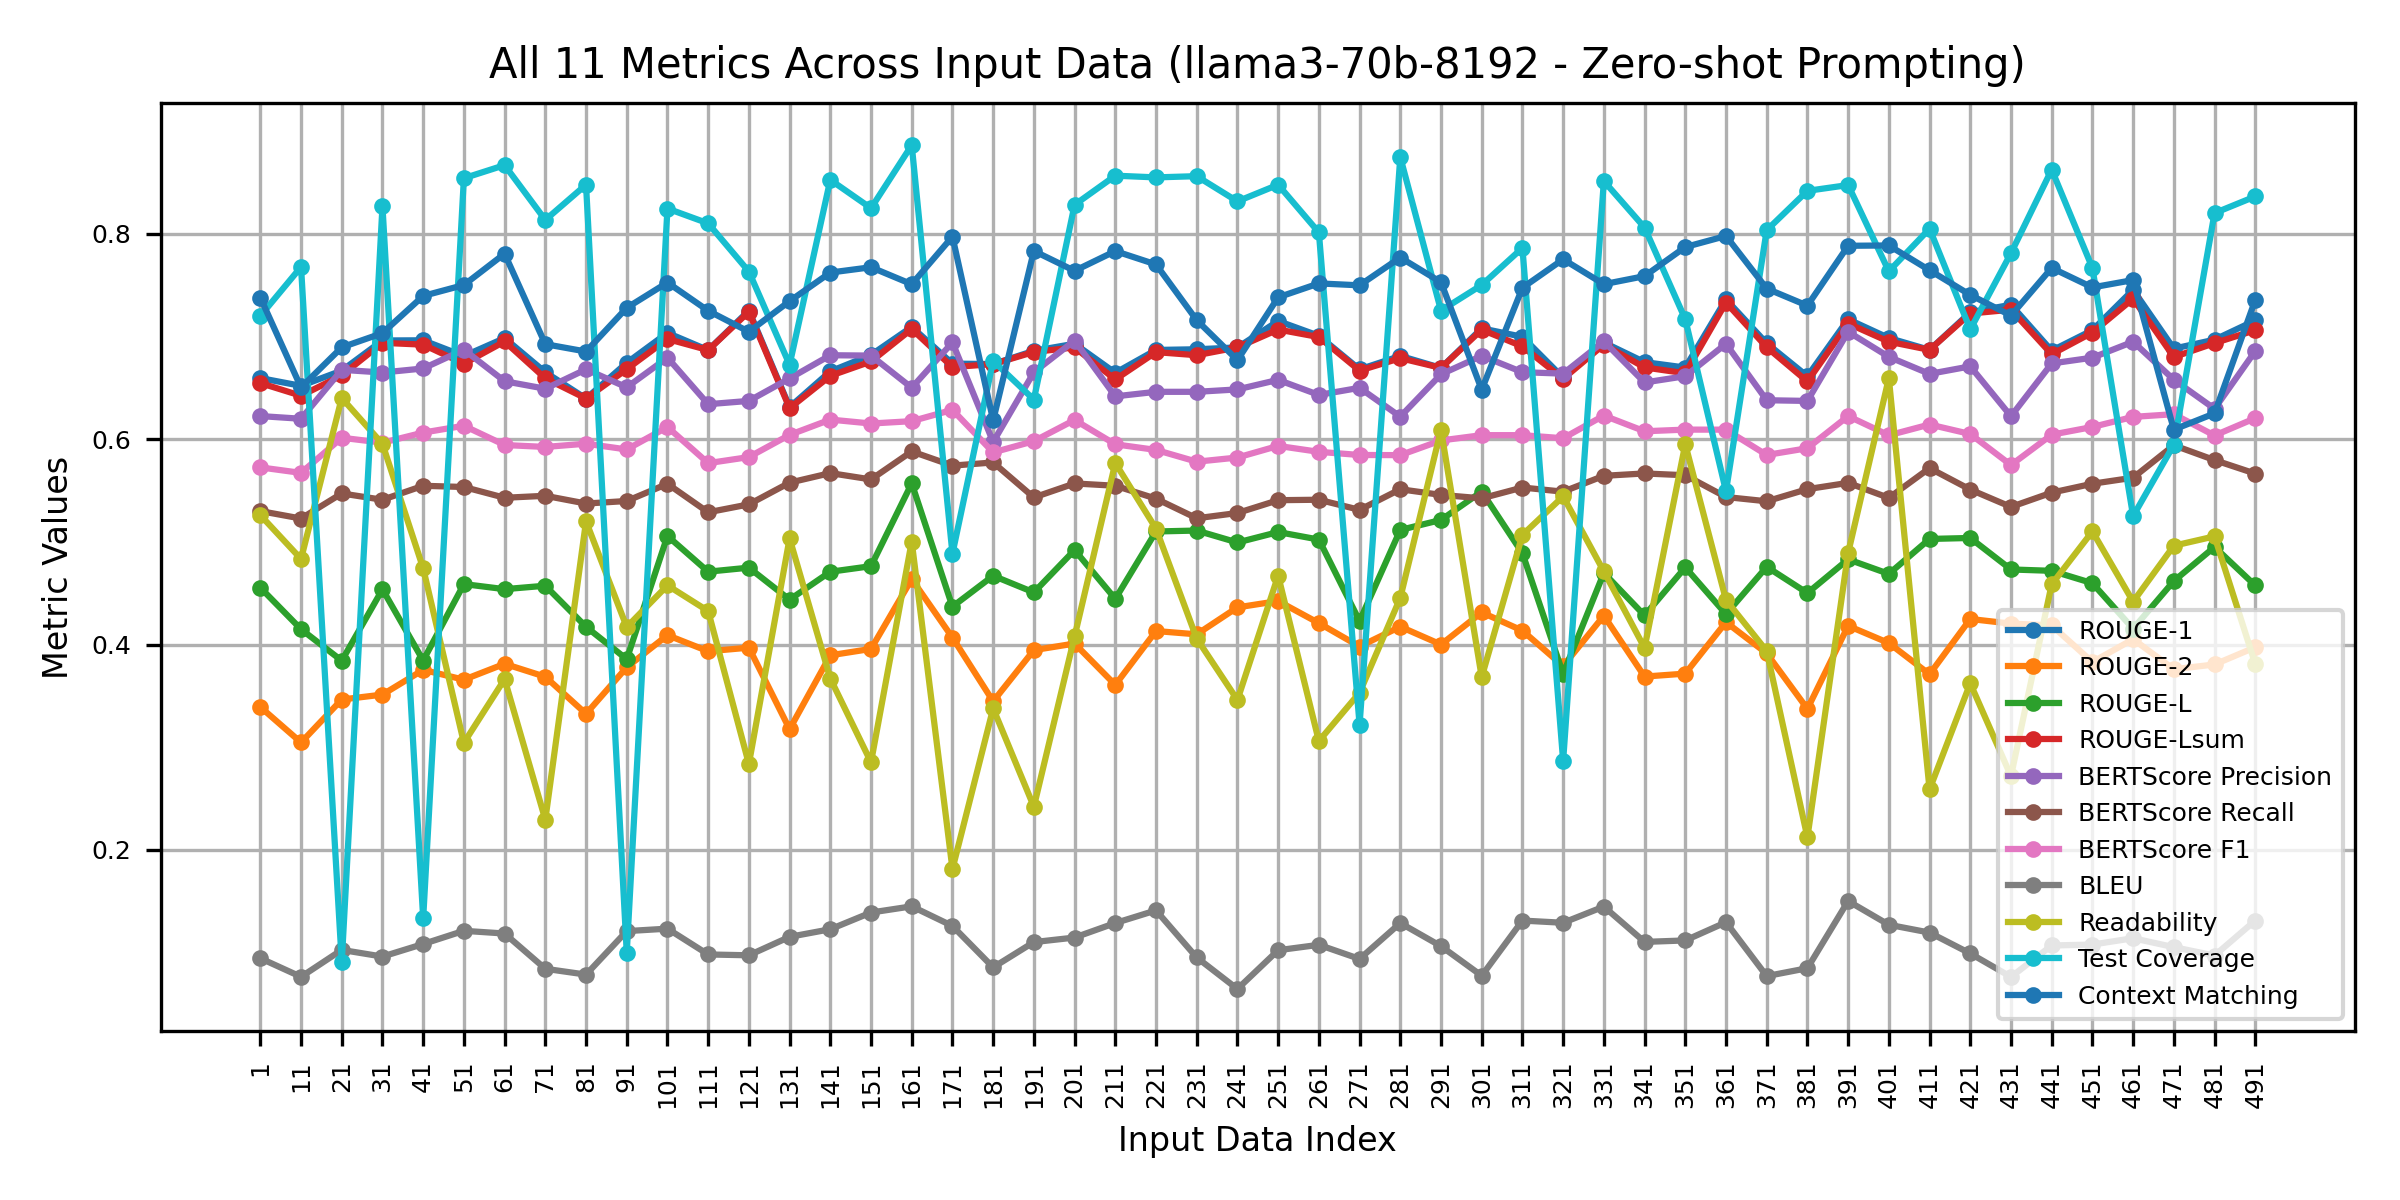 All 11 Metrics Across Input Data (llama3-70b-8192 - Zero-shot Prompting)
Metric Values
0.8
0.6
0.4
0.2
ROUGE-1
ROUGE-2
ROUGE-L
ROUGE-Lsum
BERTScore Precision
BERTScore Recall
BERTScore F1
BLEU
Readability
Test Coverage
Context Matching
1 11 21 31 41 51 61 71 81 91 101 111 121 131 141 151 161 171 181 191 201 211 221 231 241 251 261 271 281 291 301 311 321 331 341 351 361 371 381 391 401 411 421 431 441 451 461 471 481 491
Input Data Index